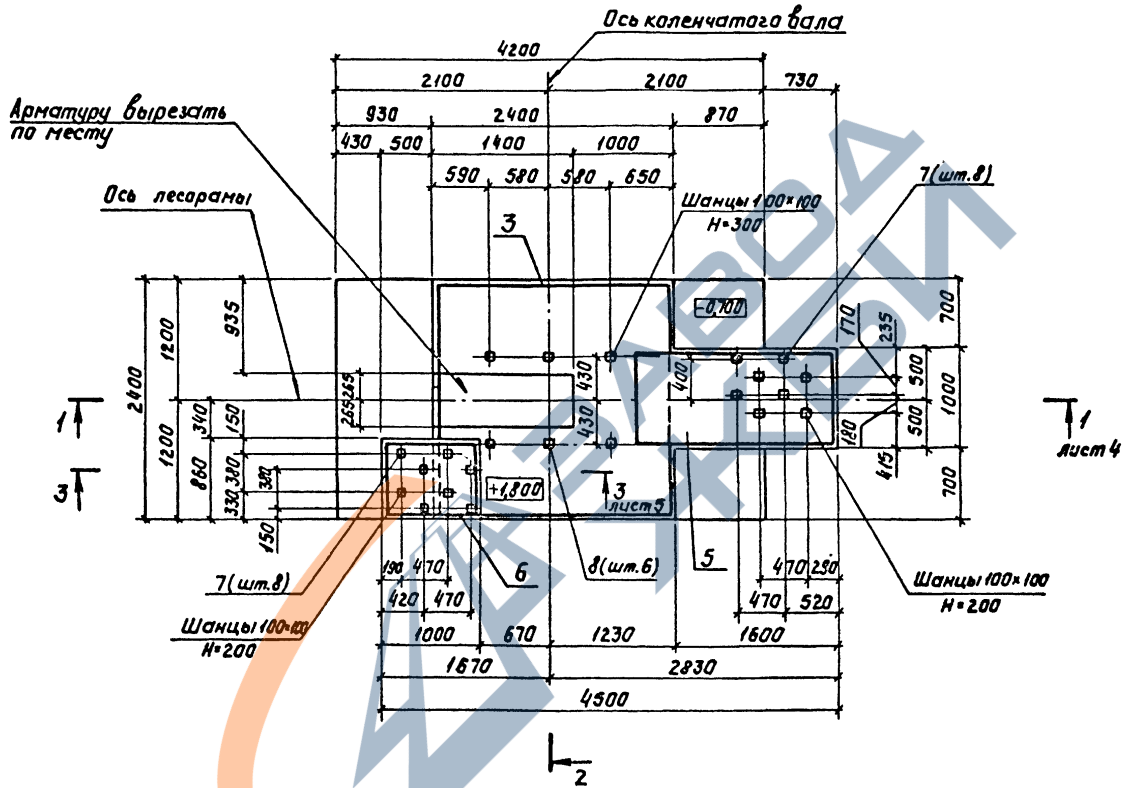 Ось коленчатого вала
4200
2100 2100 730
Арматуру вырезать
по месту
930 2400 870
430 500 1400 1000
590 580 580 650
7(шт.8)
Ось лесарамы
Шанцы 100×100
Н=300
3
-0,700
2400
1200
1200
935
340
860
150
380
330
150
265
265
430
430
400
170
235
180
415
500
500
700
1000
700
1
3
1
лист 4
+1,800
3
лист 5
190 470
420 470
6
8(шт.6)
5
470 290
470 520
7(шт.8)
Шанцы 100×100
Н=200
Шанцы 100×100
Н=200
1000 670 1230 1600
1670 2830
4500
2
ЗАВОД
ЖБИ